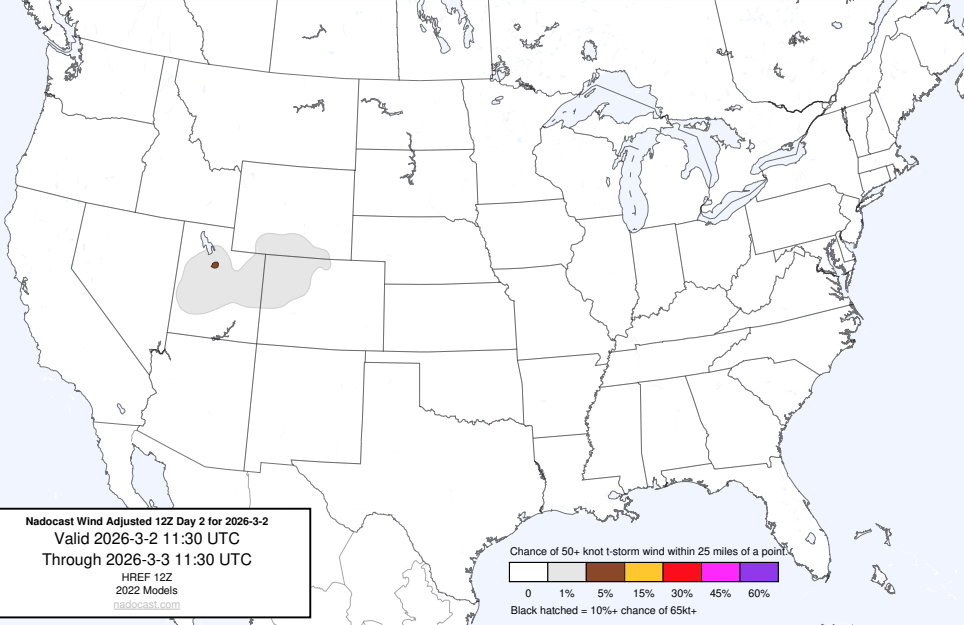 Nadocast Wind Adjusted 12Z Day 2 for 2026-3-2
Valid 2026-3-2 11:30 UTC
Through 2026-3-3 11:30 UTC
HREF 12Z
2022 Models
nadocast.com
Chance of 50+ knot t-storm wind within 25 miles of a point.
0 1% 5% 15% 30% 45% 60%
Black hatched = 10%+ chance of 65kt+